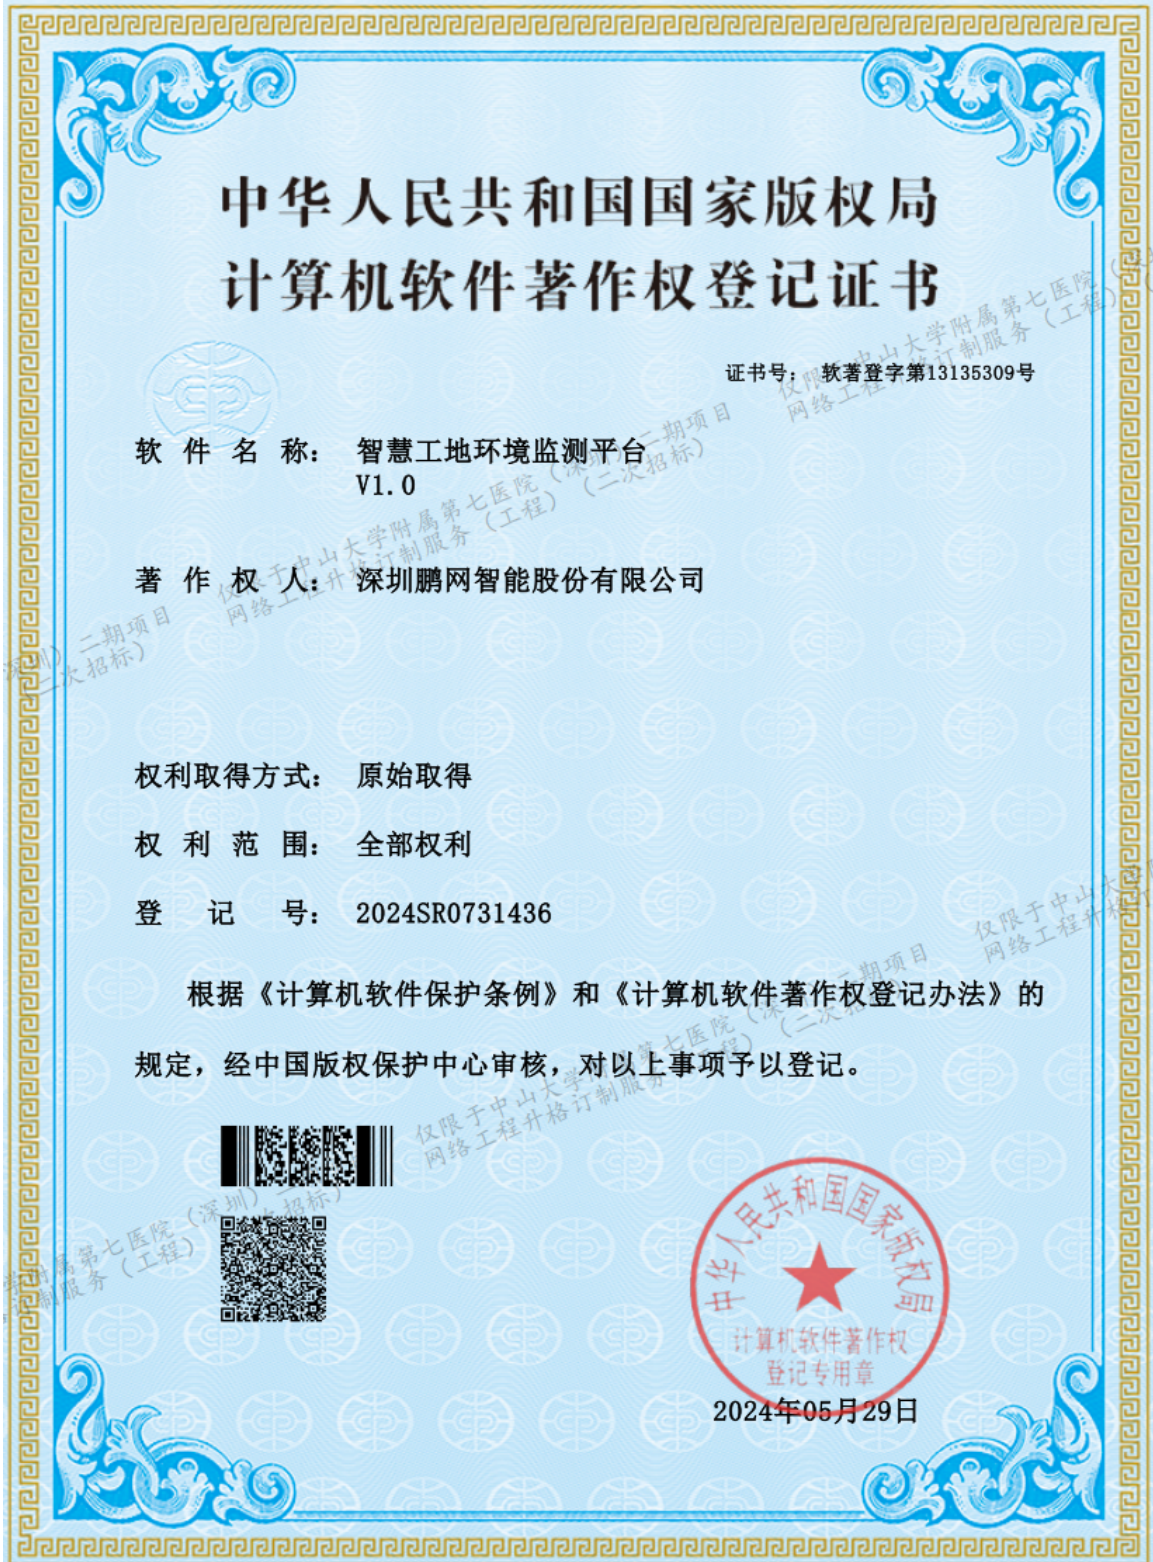 中华人民共和国国家版权局
计算机软件著作权登记证书
证书号： 软著登字第13135309号
软件名称： 智慧工地环境监测平台
V1.0
著作权人： 深圳鹏网智能股份有限公司
权利取得方式： 原始取得
权利范围： 全部权利
登记号： 2024SR0731436
根据《计算机软件保护条例》和《计算机软件著作权登记办法》的
规定，经中国版权保护中心审核，对以上事项予以登记。
中华人民共和国国家版权局
计算机软件著作权
登记专用章
2024年05月29日
仅限于中山大学附属第七医院（深圳）二期项目
网络工程升格订制服务（工程）（二次招标）